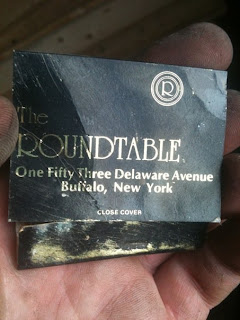 R
The
ROUNDTABLE
One Fifty Three Delaware Avenue
Buffalo, New York
CLOSE COVER